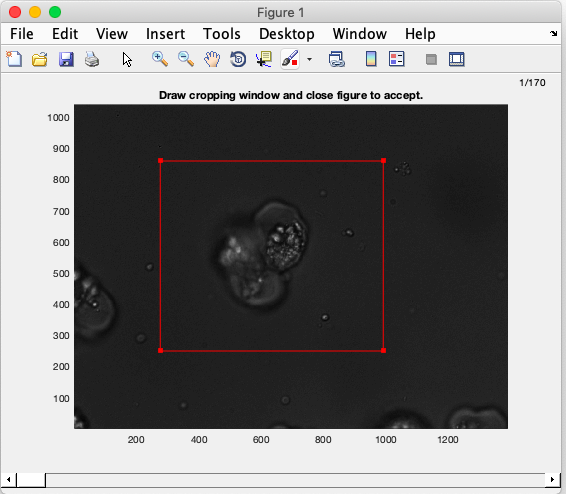 Figure 1
File Edit View Insert Tools Desktop Window Help
1/170
Draw cropping window and close figure to accept.
1000
900
800
700
600
500
400
300
200
100
200 400 600 800 1000 1200